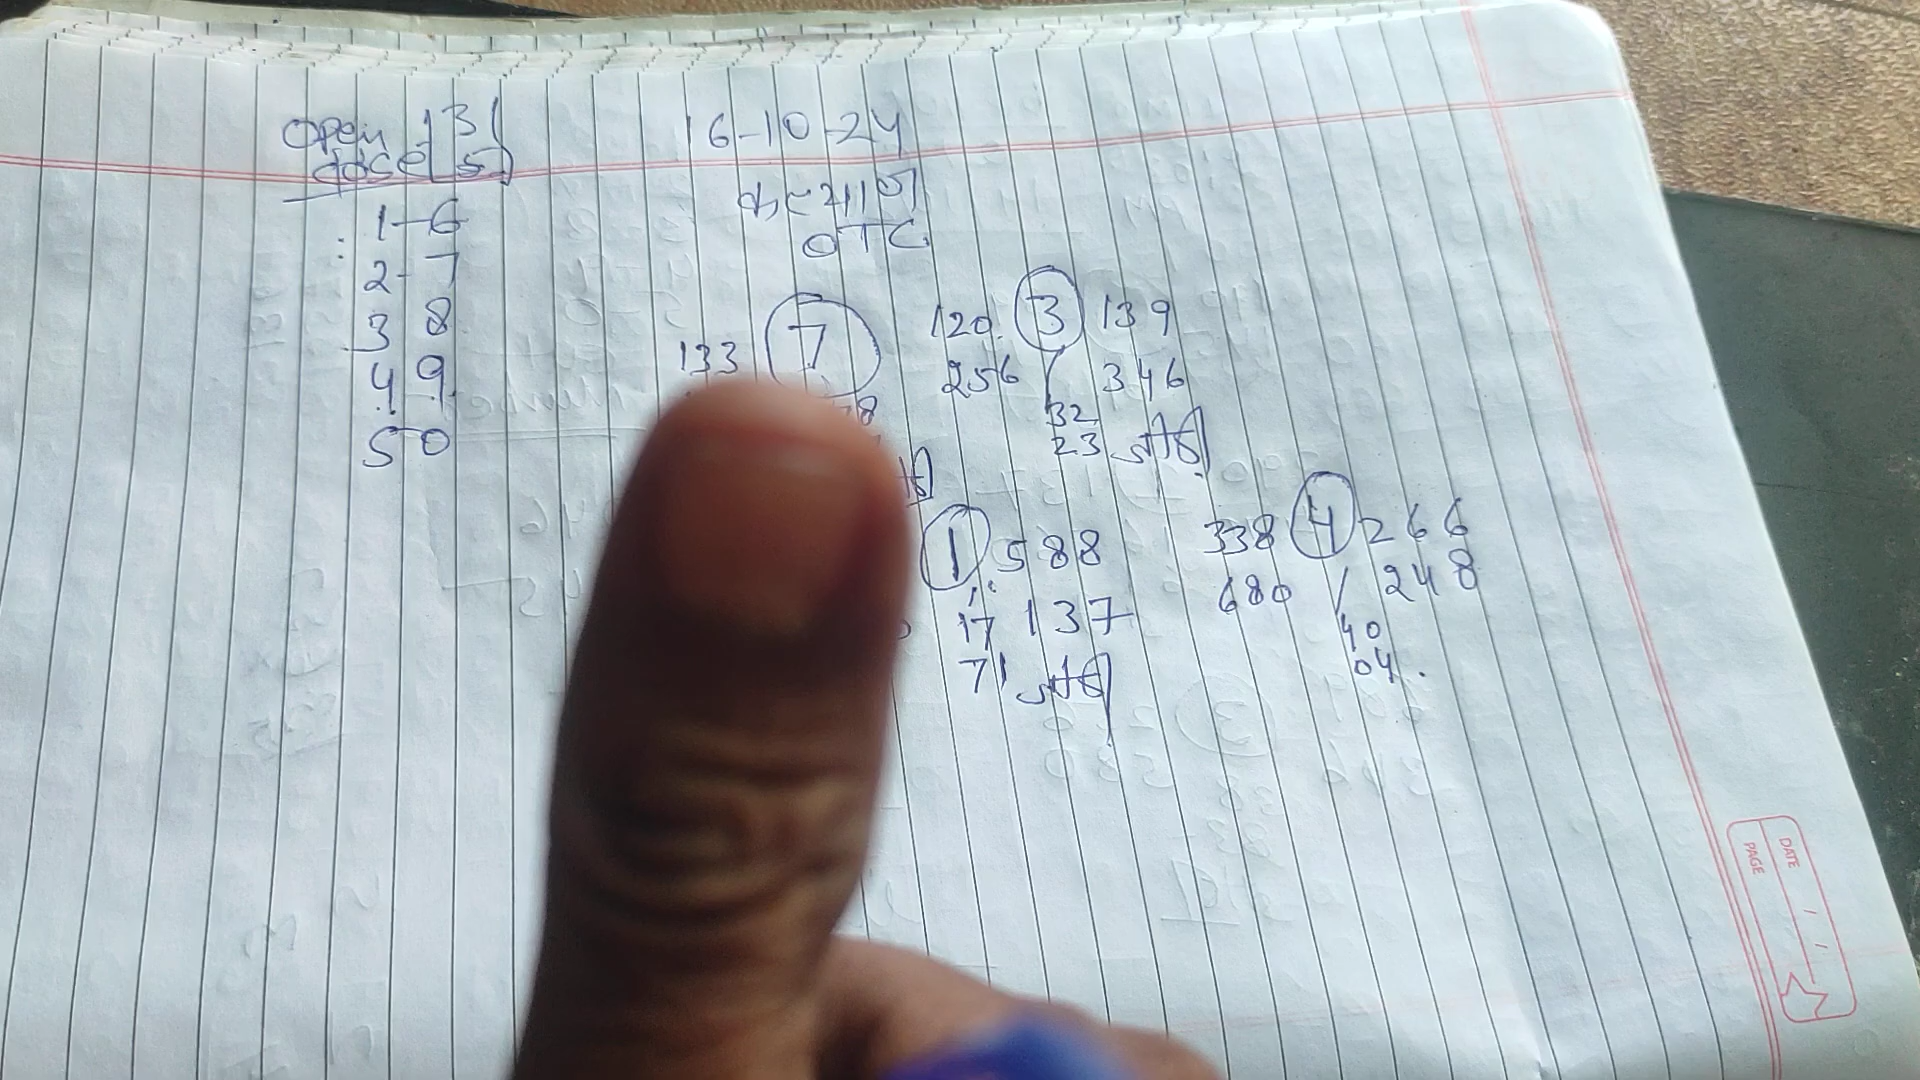 open 3
close 5
1-6
2-7
3 8
4 9
5 0
16-10-24
OTC
7
133
8
120 3 139
256 / 346
32
23
1 588
17 137
71
338 4 266
680 / 248
40
04.
DATE
PAGE